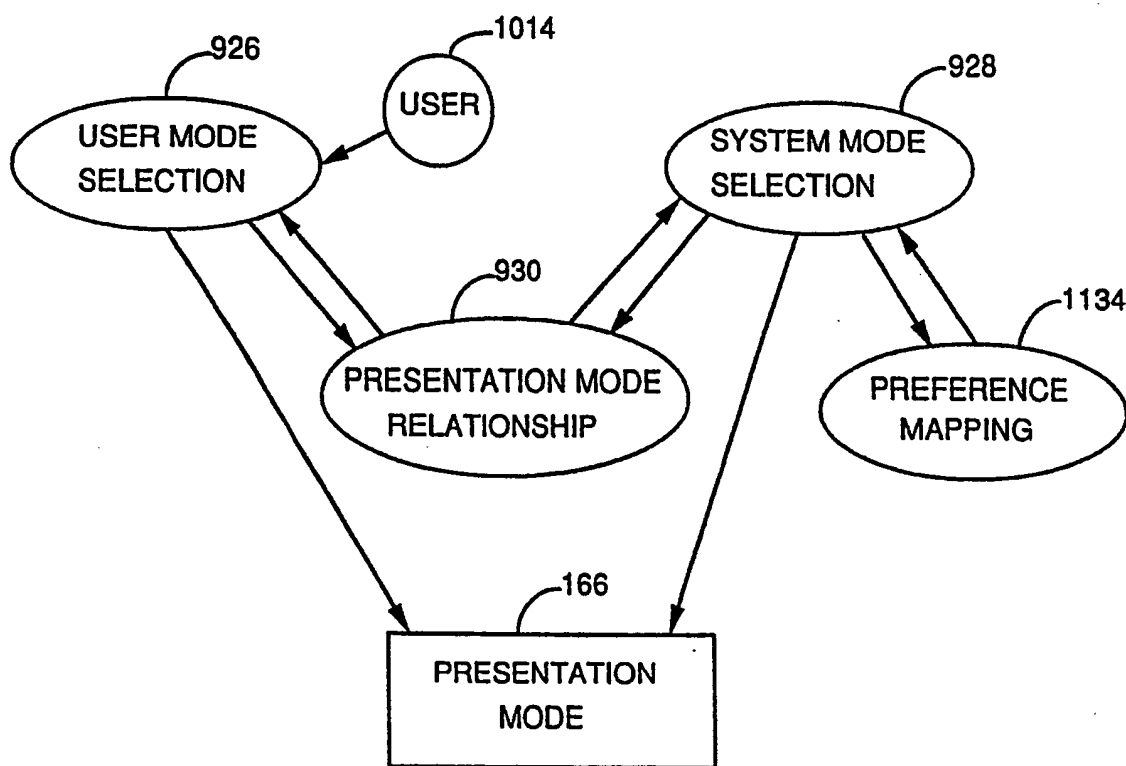 1014
926
928
USER
USER MODE
SELECTION
SYSTEM MODE
SELECTION
930
1134
PRESENTATION MODE
RELATIONSHIP
PREFERENCE
MAPPING
166
PRESENTATION
MODE